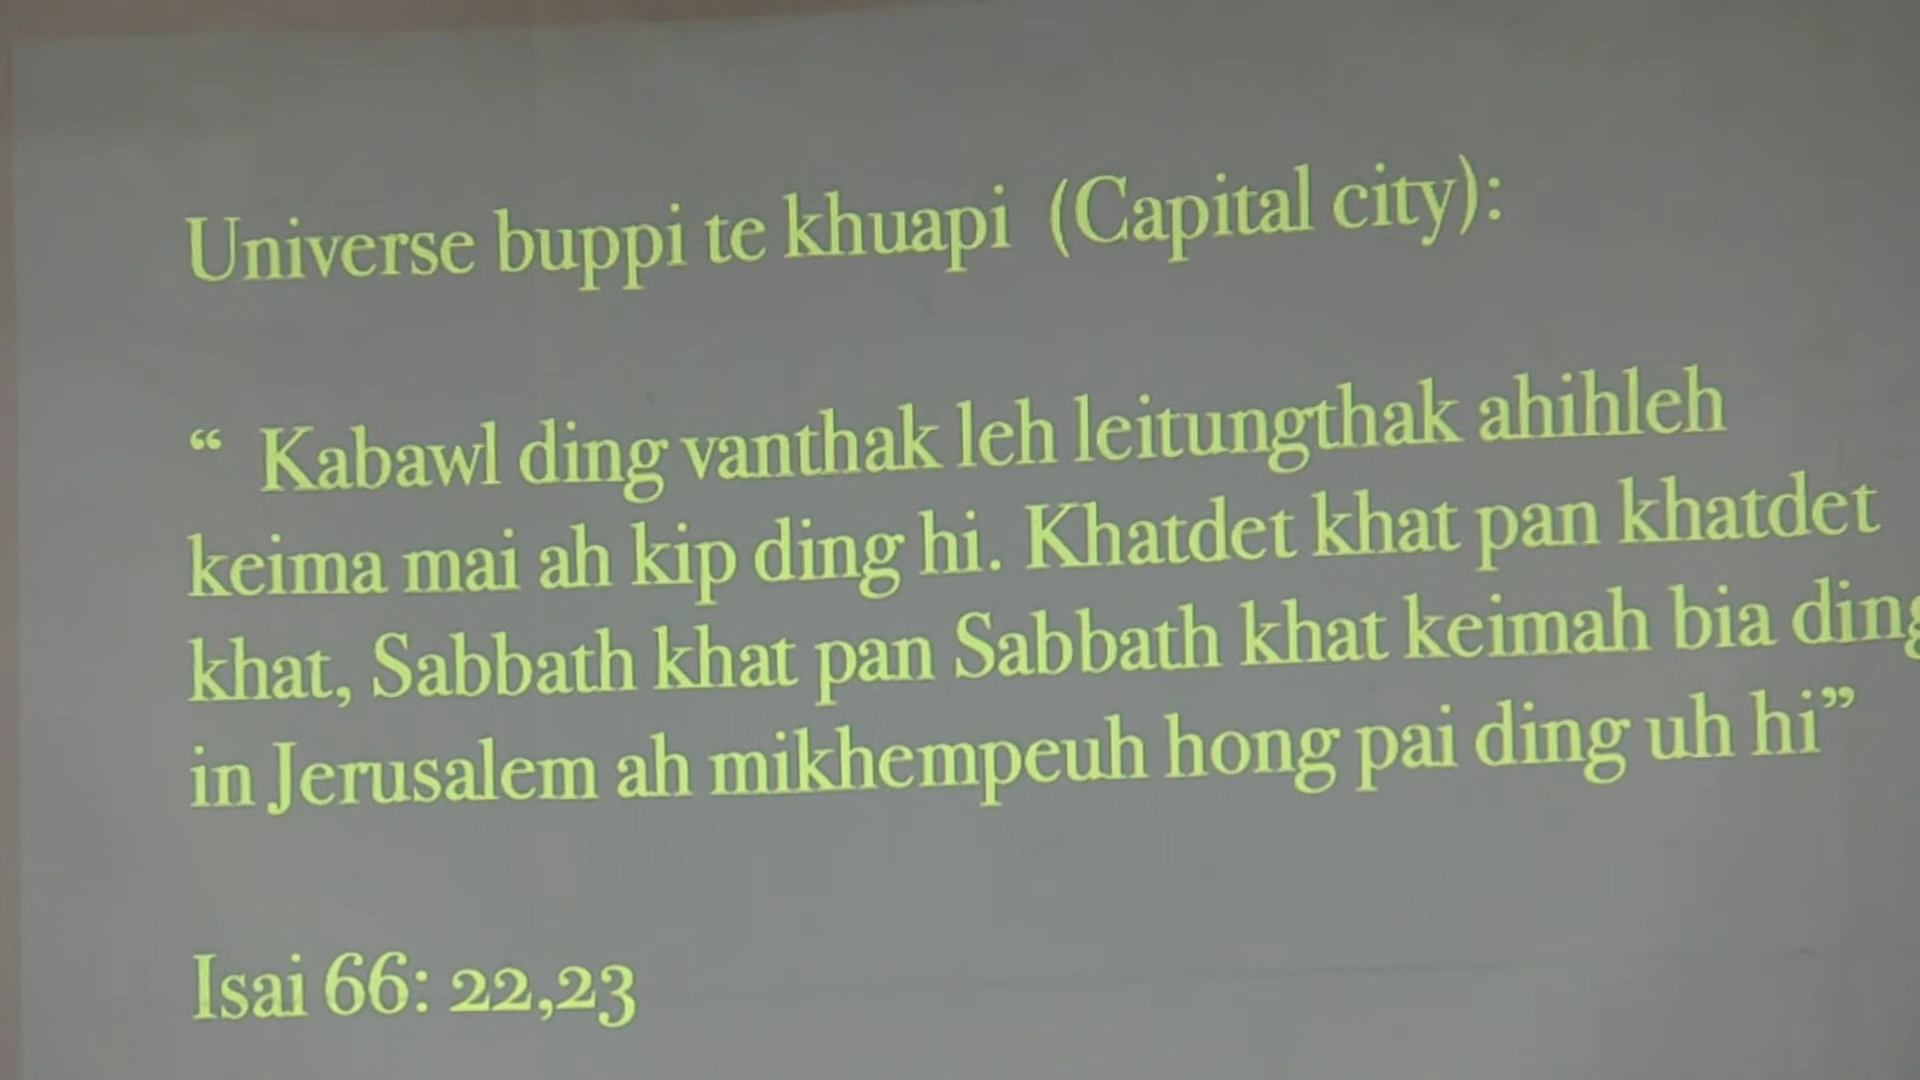 Universe buppi te khuapi (Capital city):
“ Kabawl ding vanthak leh leitungthak ahihleh
keima mai ah kip ding hi. Khatdet khat pan khatdet
khat, Sabbath khat pan Sabbath khat keimah bia ding
in Jerusalem ah mikhempeuh hong pai ding uh hi”
Isai 66: 22,23